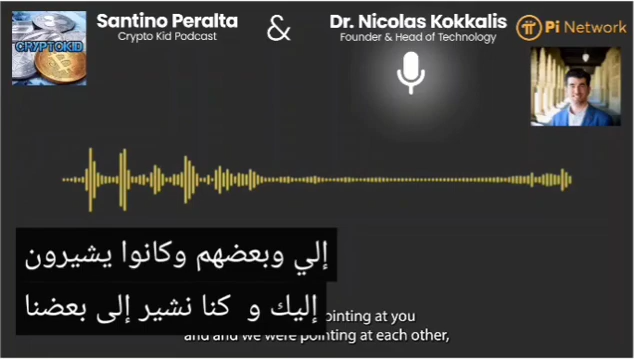 Santino Peralta
Crypto Kid Podcast
&
Dr. Nicolas Kokkalis
Founder & Head of Technology
Pi Network
CRYPTOKID
إلي وبعضهم وكانوا يشيرون
إليك و كنا نشير إلى بعضنا
pointing at you
and and we were pointing at each other,